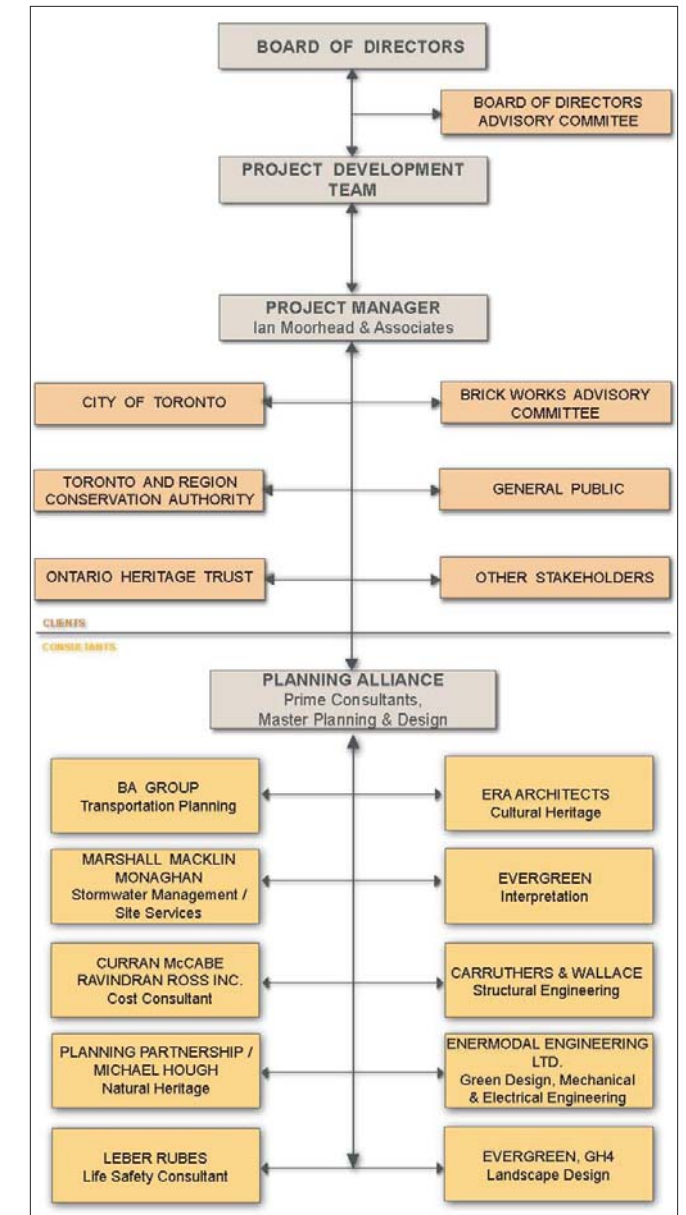 BOARD OF DIRECTORS
BOARD OF DIRECTORS
ADVISORY COMMITEE
PROJECT DEVELOPMENT
TEAM
PROJECT MANAGER
Ian Moorhead & Associates
CITY OF TORONTO
BRICK WORKS ADVISORY
COMMITTEE
TORONTO AND REGION
CONSERVATION AUTHORITY
GENERAL PUBLIC
ONTARIO HERITAGE TRUST
OTHER STAKEHOLDERS
CLIENTS
CONSULTANTS
PLANNING ALLIANCE
Prime Consultants,
Master Planning & Design
BA GROUP
Transportation Planning
ERA ARCHITECTS
Cultural Heritage
MARSHALL MACKLIN
MONAGHAN
Stormwater Management /
Site Services
EVERGREEN
Interpretation
CURRAN McCABE
RAVINDRAN ROSS INC.
Cost Consultant
CARRUTHERS & WALLACE
Structural Engineering
PLANNING PARTNERSHIP /
MICHAEL HOUGH
Natural Heritage
ENERMODAL ENGINEERING
LTD.
Green Design, Mechanical
& Electrical Engineering
LEBER RUBES
Life Safety Consultant
EVERGREEN, GH4
Landscape Design